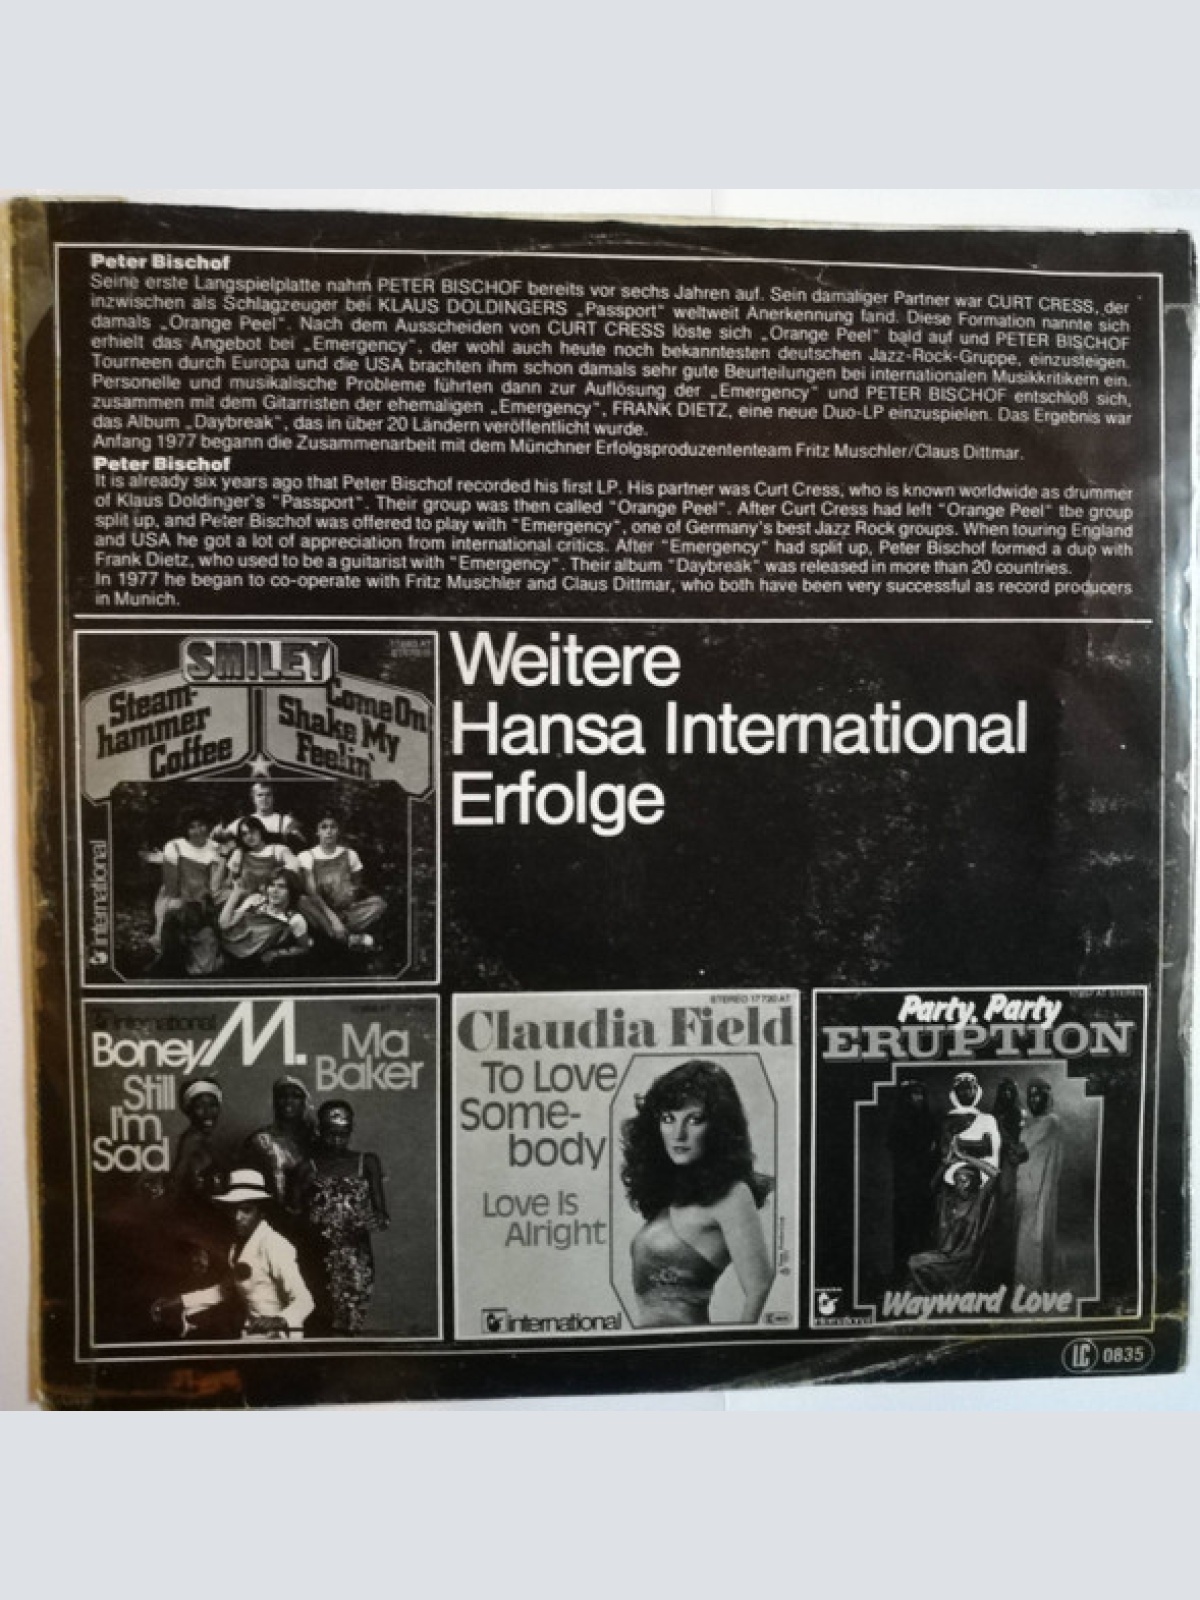 Peter Bischof
Seine erste Langspielplatte nahm PETER BISCHOF bereits vor sechs Jahren auf. Sein damaliger Partner war CURT CRESS, der
inzwischen als Schlagzeuger bei KLAUS DOLDINGERS „Passport“ weltweit Anerkennung fand. Diese Formation nannte sich
damals „Orange Peel“. Nach dem Ausscheiden von CURT CRESS löste sich „Orange Peel“ bald auf und PETER BISCHOF
erhielt das Angebot bei „Emergency“, der wohl auch heute noch bekanntesten deutschen Jazz-Rock-Gruppe, einzusteigen.
Tourneen durch Europa und die USA brachten ihm schon damals sehr gute Beurteilungen bei internationalen Musikkritikern ein.
Personelle und musikalische Probleme führten dann zur Auflösung der „Emergency“ und PETER BISCHOF entschloß sich,
zusammen mit dem Gitarristen der ehemaligen „Emergency“, FRANK DIETZ, eine neue Duo-LP einzuspielen. Das Ergebnis war
das Album „Daybreak“, das in über 20 Ländern veröffentlicht wurde.
Anfang 1977 begann die Zusammenarbeit mit dem Münchner Erfolgsproduzententeam Fritz Muschler/Claus Dittmar.
Peter Bischof
It is already six years ago that Peter Bischof recorded his first LP. His partner was Curt Cress, who is known worldwide as drummer
of Klaus Doldinger's "Passport". Their group was then called "Orange Peel". After Curt Cress had left "Orange Peel" the group
split up, and Peter Bischof was offered to play with "Emergency", one of Germany's best Jazz Rock groups. When touring England
and USA he got a lot of appreciation from international critics. After "Emergency" had split up, Peter Bischof formed a duo with
Frank Dietz, who used to be a guitarist with "Emergency". Their album "Daybreak" was released in more than 20 countries.
In 1977 he began to co-operate with Fritz Muschler and Claus Dittmar, who both have been very successful as record producers
in Munich.
SMILEY
Steam-
hammer
Coffee
Come On
Shake My
Feelin'
international
Weitere
Hansa International
Erfolge
international
Boney M.
Ma
Baker
Still
I'm
Sad
STEREO 17 720 AT
Claudia Field
To Love
Some-
body
Love Is
Alright
international
Party, Party
ERUPTION
Wayward Love
LC 0835